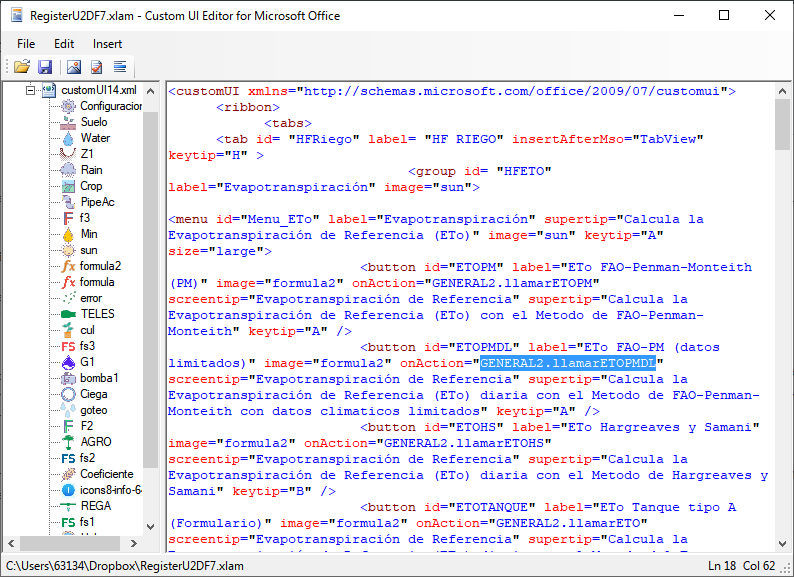 RegisterU2DF7.xlam - Custom UI Editor for Microsoft Office
File Edit Insert
customUI14.xml
Configuracion
Suelo
Water
Z1
Rain
Crop
PipeAc
f3
Min
sun
formula2
formula
error
TELES
cul
fs3
G1
bomba1
Ciega
goteo
F2
AGRO
fs2
Coeficiente
icons8-info-6
REGA
fs1
<customUI xmlns="http://schemas.microsoft.com/office/2009/07/customui">
<ribbon>
<tabs>
<tab id= "HFRiego" label= "HF RIEGO" insertAfterMso="TabView"
keytip="H" >
<group id= "HFETO"
label="Evapotranspiración" image="sun">
<menu id="Menu_ETo" label="Evapotranspiración" supertip="Calcula la
Evapotranspiración de Referencia (ETo)" image="sun" keytip="A"
size="large">
<button id="ETOPM" label="ETo FAO-Penman-Monteith
(PM)" image="formula2" onAction="GENERAL2.llamarETOPM"
screentip="Evapotranspiración de Referencia" supertip="Calcula la
Evapotranspiración de Referencia (ETo) con el Metodo de FAO-Penman-
Monteith" keytip="A" />
<button id="ETOPMDL" label="ETo FAO-PM (datos
limitados)" image="formula2" onAction="GENERAL2.llamarETOPMDL"
screentip="Evapotranspiración de Referencia" supertip="Calcula la
Evapotranspiración de Referencia (ETo) diaria con el Metodo de FAO-Penman-
Monteith con datos climaticos limitados" keytip="A" />
<button id="ETOHS" label="ETo Hargreaves y Samani"
image="formula2" onAction="GENERAL2.llamarETOHS"
screentip="Evapotranspiración de Referencia" supertip="Calcula la
Evapotranspiración de Referencia (ETo) diaria con el Metodo de Hargreaves y
Samani" keytip="B" />
<button id="ETOTANQUE" label="ETo Tanque tipo A
(Formulario)" image="formula2" onAction="GENERAL2.llamarETO"
screentip="Evapotranspiración de Referencia" supertip="Calcula la
C:\Users\63134\Dropbox\RegisterU2DF7.xlam
Ln 18 Col 62